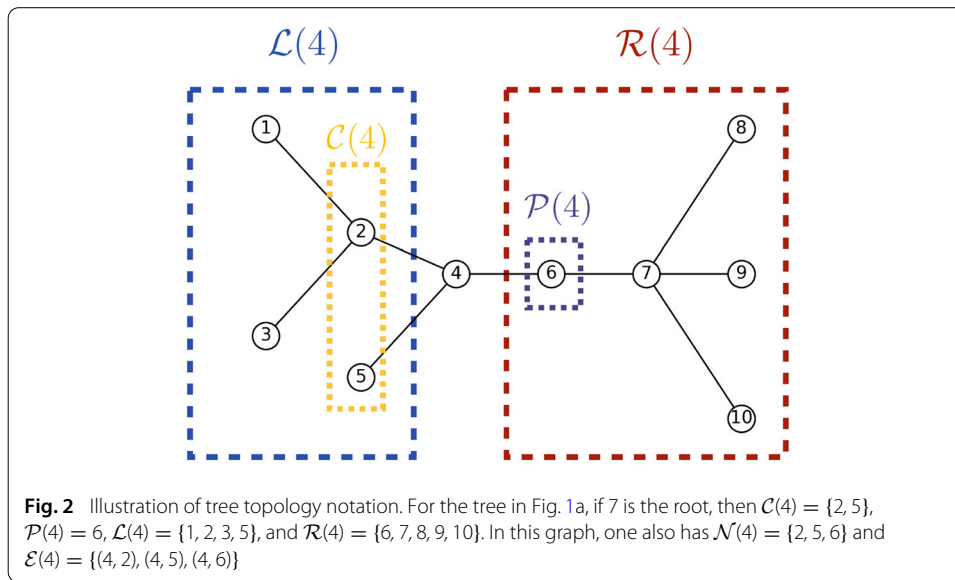 ℒ(4) ℛ(4)
1 8
𝒞(4)
𝒫(4)
2
4 6 7 9
3
5
10
Fig. 2 Illustration of tree topology notation. For the tree in Fig. 1a, if 7 is the root, then 𝒞(4) = {2, 5},
𝒫(4) = 6, ℒ(4) = {1, 2, 3, 5}, and ℛ(4) = {6, 7, 8, 9, 10}. In this graph, one also has 𝒩(4) = {2, 5, 6} and
ℰ(4) = {(4, 2), (4, 5), (4, 6)}